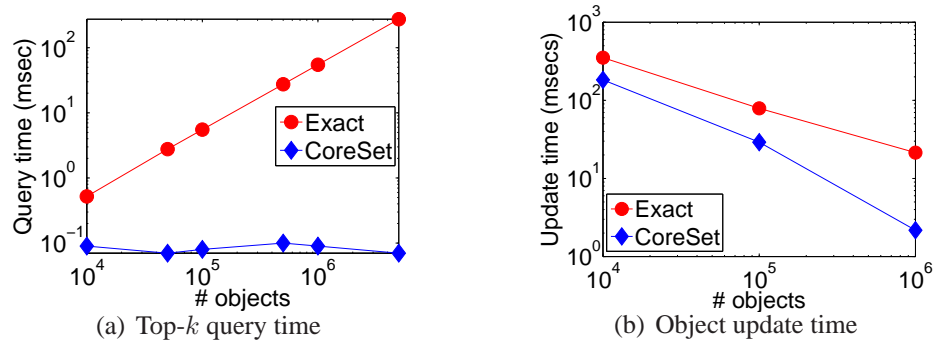 Query time (msec)
10^2
10^1
10^0
10^-1
Exact
CoreSet
10^4
10^5
10^6
# objects
(a) Top-k query time
Update time (msecs)
10^3
10^2
10^1
10^0
Exact
CoreSet
10^4
10^5
10^6
# objects
(b) Object update time